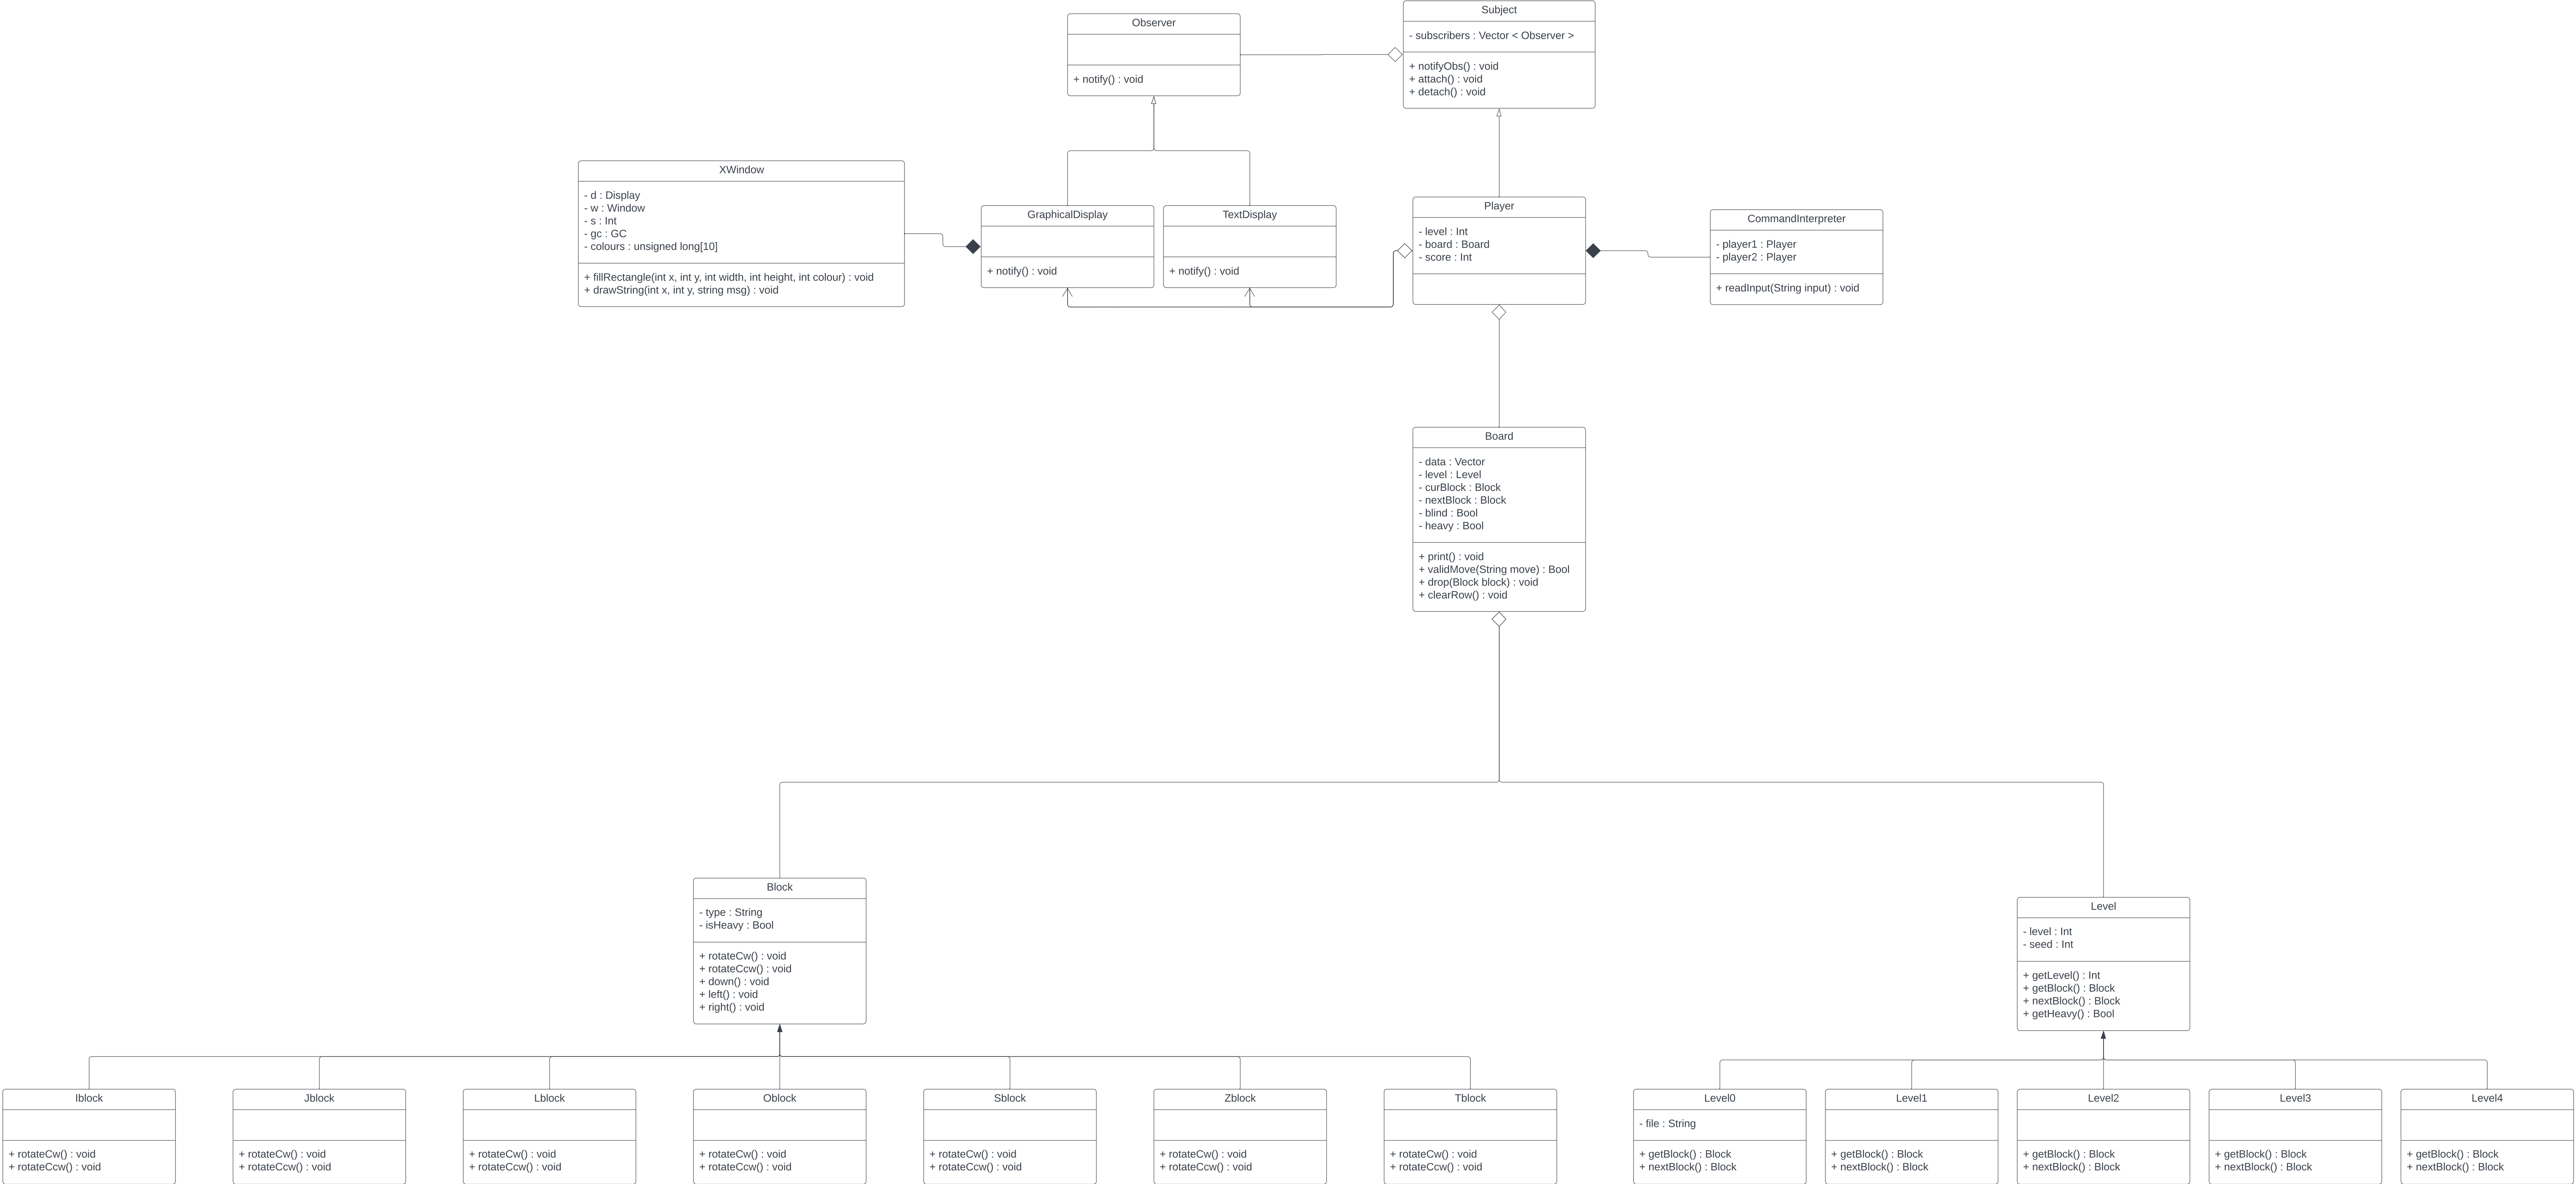 Observer
+ notify() : void
Subject
- subscribers : Vector < Observer >
+ notifyObs() : void
+ attach() : void
+ detach() : void
XWindow
- d : Display
- w : Window
- s : Int
- gc : GC
- colours : unsigned long[10]
+ fillRectangle(int x, int y, int width, int height, int colour) : void
+ drawString(int x, int y, string msg) : void
GraphicalDisplay
+ notify() : void
TextDisplay
+ notify() : void
Player
- level : Int
- board : Board
- score : Int
CommandInterpreter
- player1 : Player
- player2 : Player
+ readInput(String input) : void
Board
- data : Vector
- level : Level
- curBlock : Block
- nextBlock : Block
- blind : Bool
- heavy : Bool
+ print() : void
+ validMove(String move) : Bool
+ drop(Block block) : void
+ clearRow() : void
Block
- type : String
- isHeavy : Bool
+ rotateCw() : void
+ rotateCcw() : void
+ down() : void
+ left() : void
+ right() : void
Level
- level : Int
- seed : Int
+ getLevel() : Int
+ getBlock() : Block
+ nextBlock() : Block
+ getHeavy() : Bool
Iblock
+ rotateCw() : void
+ rotateCcw() : void
Jblock
+ rotateCw() : void
+ rotateCcw() : void
Lblock
+ rotateCw() : void
+ rotateCcw() : void
Oblock
+ rotateCw() : void
+ rotateCcw() : void
Sblock
+ rotateCw() : void
+ rotateCcw() : void
Zblock
+ rotateCw() : void
+ rotateCcw() : void
Tblock
+ rotateCw() : void
+ rotateCcw() : void
Level0
- file : String
+ getBlock() : Block
+ nextBlock() : Block
Level1
+ getBlock() : Block
+ nextBlock() : Block
Level2
+ getBlock() : Block
+ nextBlock() : Block
Level3
+ getBlock() : Block
+ nextBlock() : Block
Level4
+ getBlock() : Block
+ nextBlock() : Block